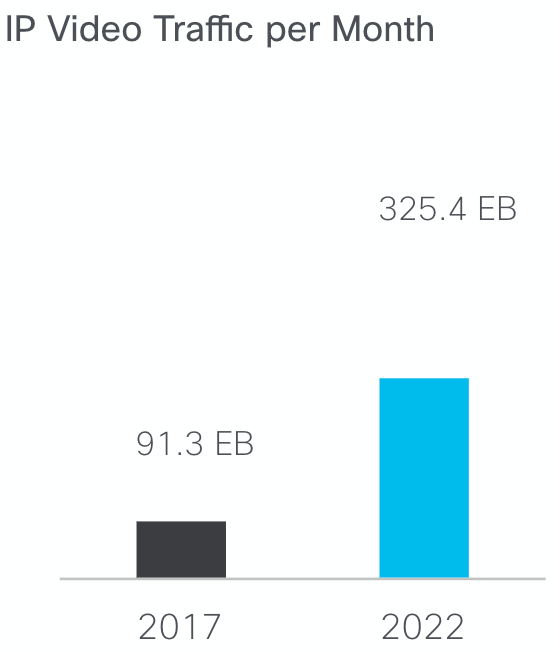 IP Video Traffic per Month
325.4 EB
91.3 EB
2017 2022